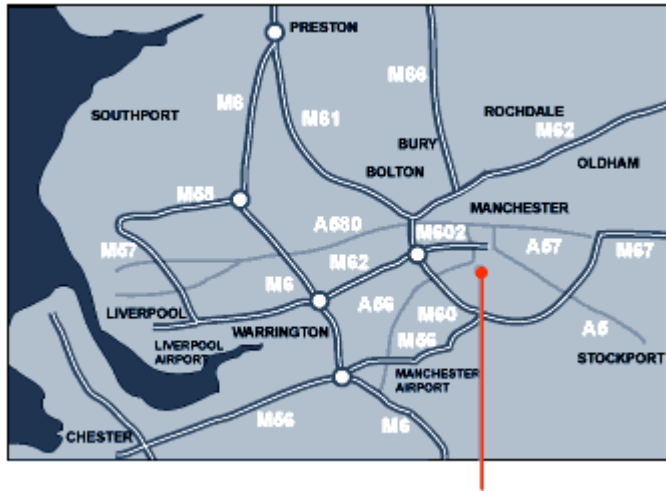 PRESTON
M66
M6
SOUTHPORT
M61
ROCHDALE
M62
BURY
BOLTON
OLDHAM
M58
MANCHESTER
A580
M602
A57
M57
M67
M62
M6
A56
LIVERPOOL
M60
WARRINGTON
A5
LIVERPOOL
AIRPORT
M56
STOCKPORT
MANCHESTER
AIRPORT
M56
M6
CHESTER